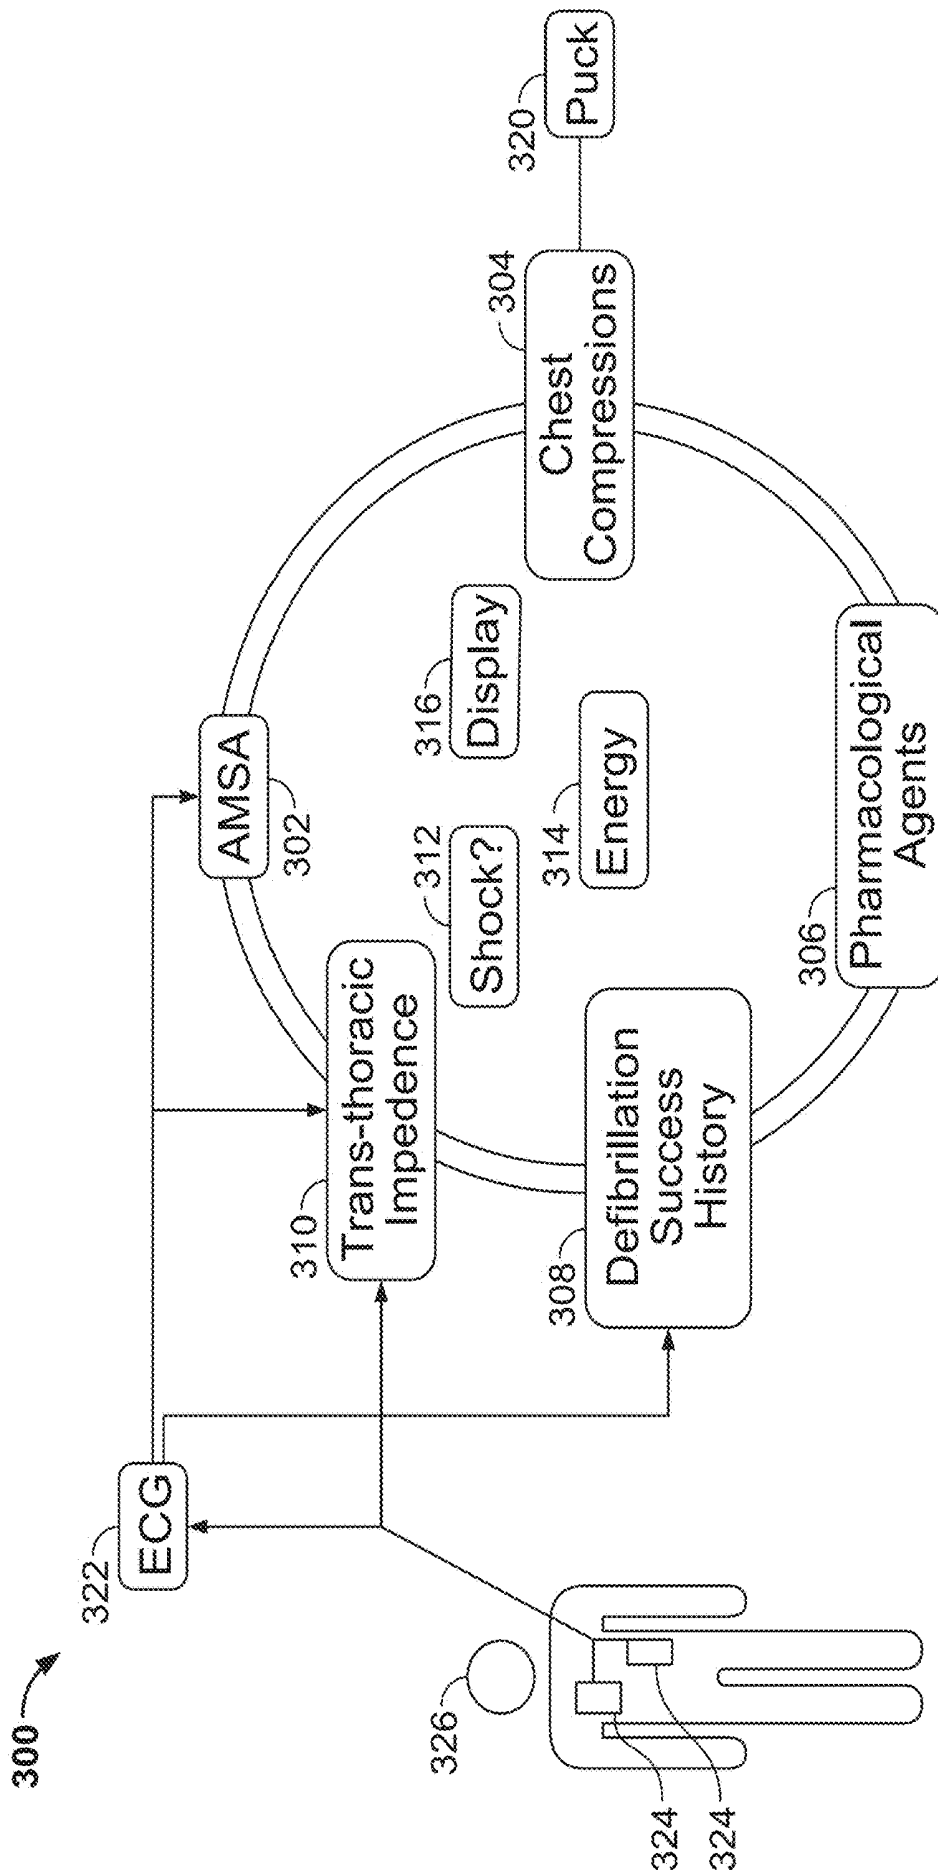 300
322
ECG
326
324
324
310
Trans-thoracic
Impedence
AMSA
302
312
Shock?
316
Display
314
Energy
304
Chest
Compressions
320
Puck
308
Defibrillation
Success
History
306
Pharmacological
Agents